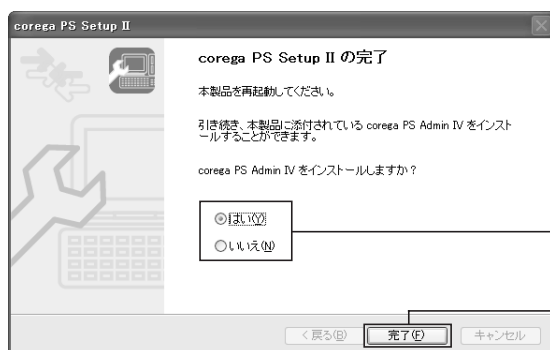 corega PS Setup II
corega PS Setup II の完了
本製品を再起動してください。
引き続き、本製品に添付されている corega PS Admin IV をインスト
ールすることができます。
corega PS Admin IV をインストールしますか？
はい(Y)
いいえ(N)
< 戻る(B)
完了(F)
キャンセル